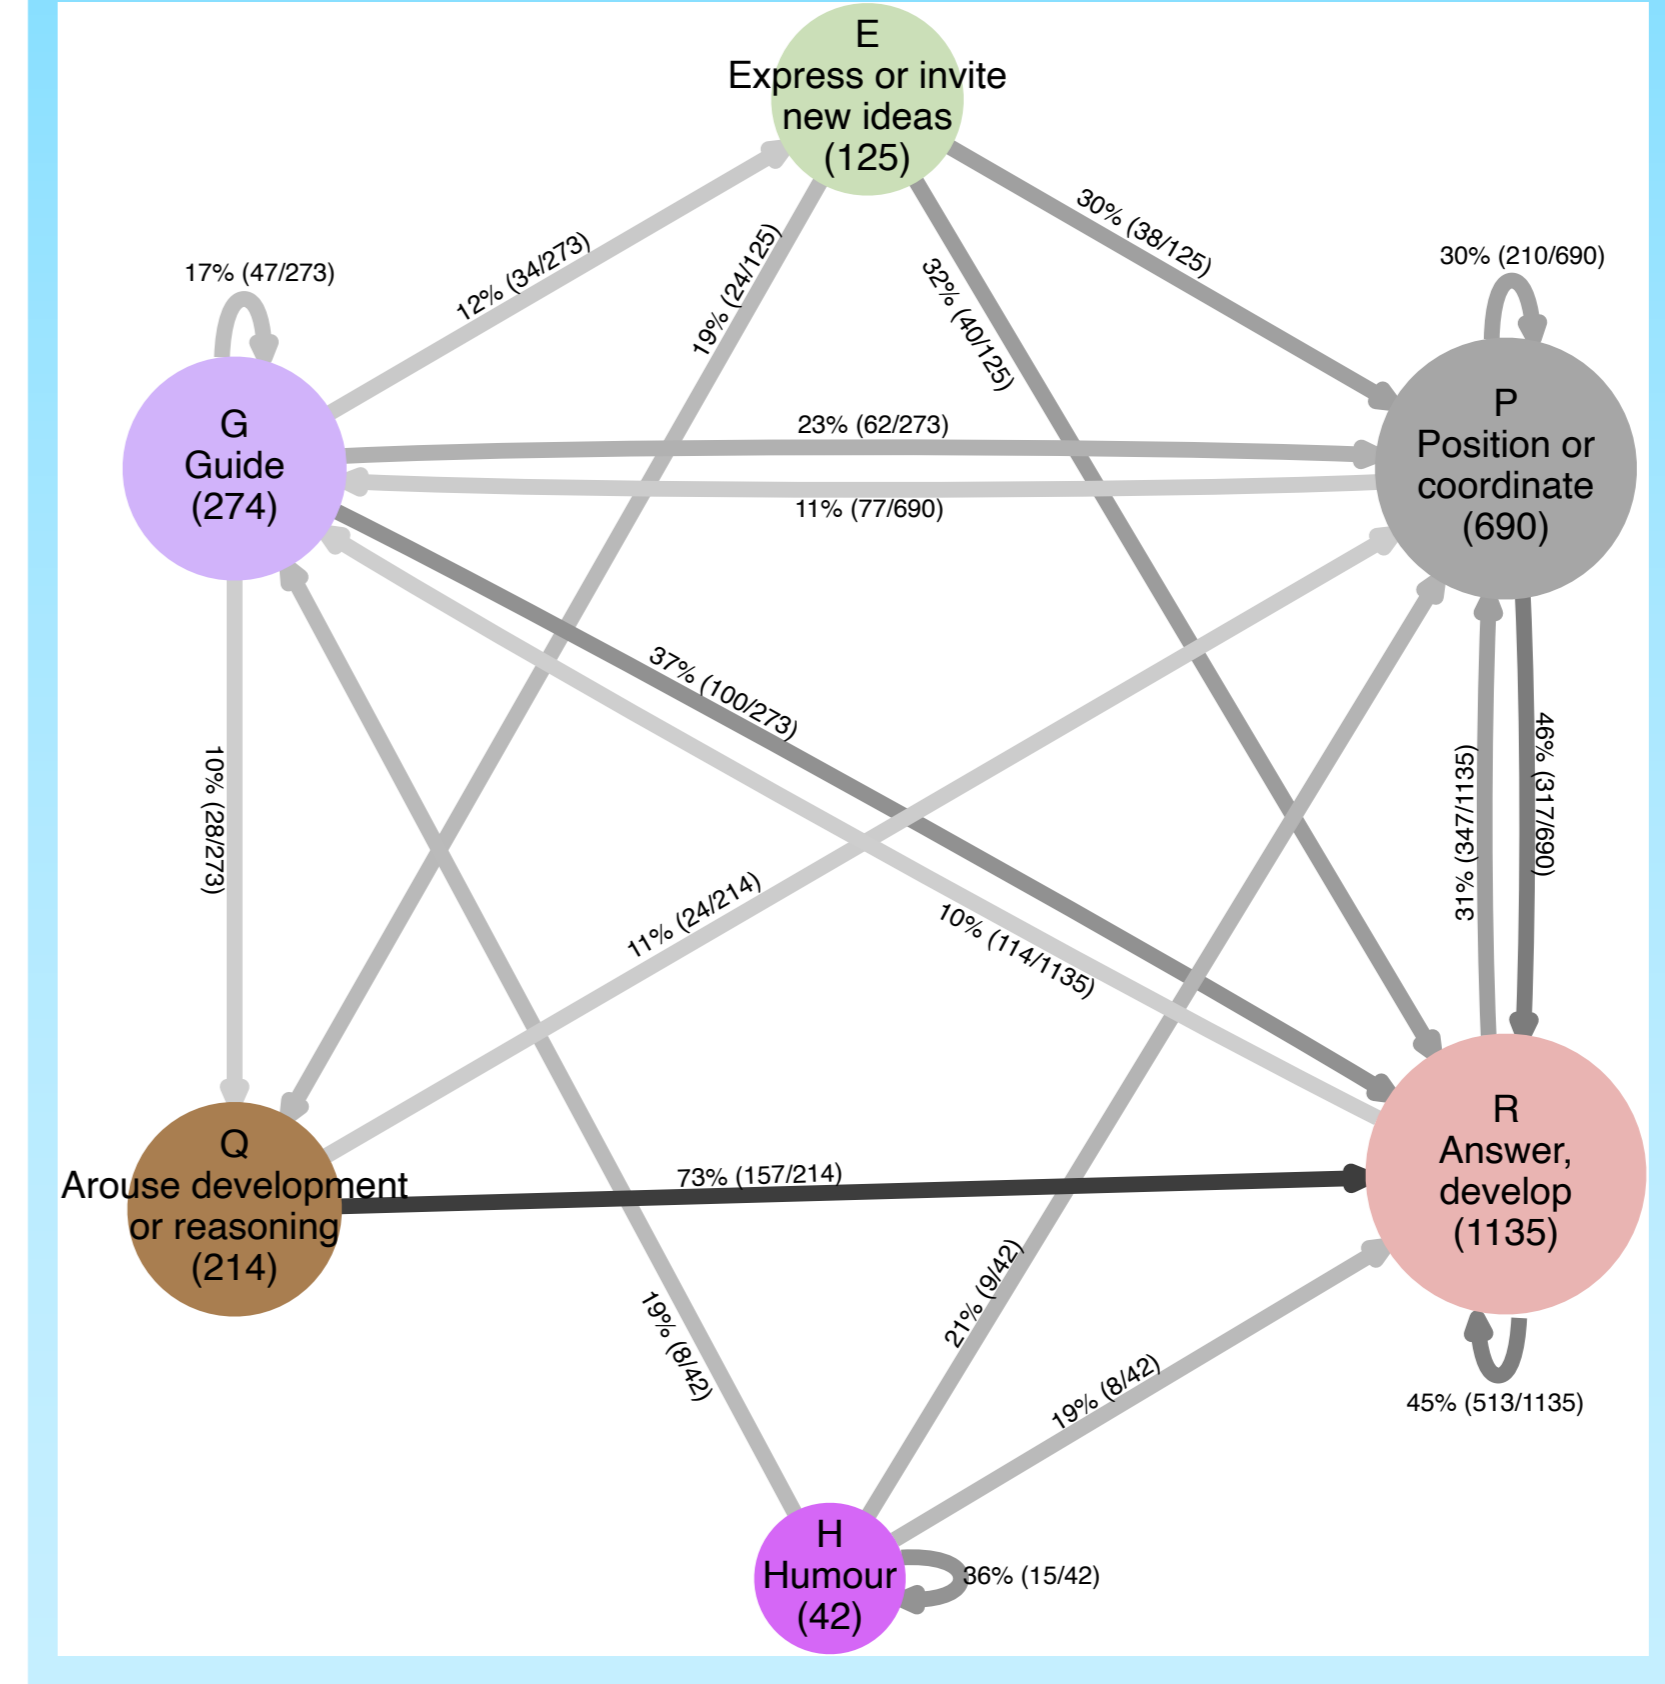 E
Express or invite
new ideas
(125)
30% (38/125)
12% (34/273)
19% (24/125)
32% (40/125)
17% (47/273)
30% (210/690)
G
Guide
(274)
23% (62/273)
11% (77/690)
P
Position or
coordinate
(690)
37% (100/273)
10% (28/273)
46% (317/690)
31% (347/1135)
11% (24/214)
10% (114/1135)
Q
Arouse development
or reasoning
(214)
73% (157/214)
R
Answer,
develop
(1135)
19% (8/42)
21% (9/42)
19% (8/42)
45% (513/1135)
H
Humour
(42)
36% (15/42)